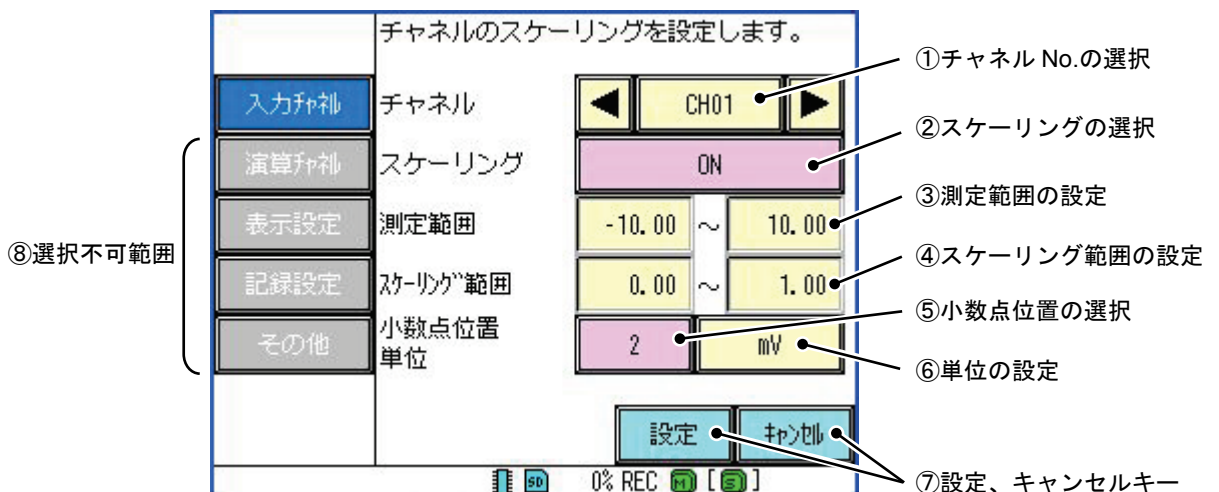 チャネルのスケーリングを設定します。
入力ﾁｬﾈﾙ
チャネル
◀ CH01 ▶
①チャネル No.の選択
演算ﾁｬﾈﾙ
スケーリング
ON
②スケーリングの選択
表示設定
測定範囲
-10.00 ～ 10.00
③測定範囲の設定
⑧選択不可範囲
記録設定
ｽｹｰﾘﾝｸﾞ範囲
0.00 ～ 1.00
④スケーリング範囲の設定
その他
小数点位置
単位
2
mV
⑤小数点位置の選択
⑥単位の設定
設定
ｷｬﾝｾﾙ
⑦設定、キャンセルキー
SD 0% REC M [S]